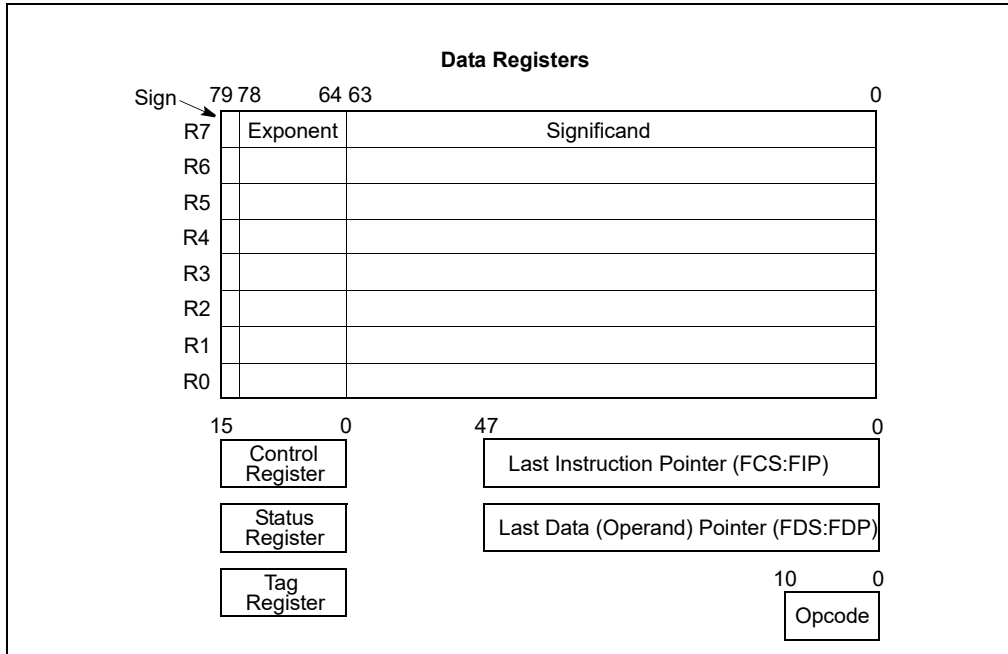 Data Registers
Sign 79 78 64 63 0
R7 Exponent Significand
R6
R5
R4
R3
R2
R1
R0
15 0 47 0
Control
Register
Last Instruction Pointer (FCS:FIP)
Status
Register
Last Data (Operand) Pointer (FDS:FDP)
Tag
Register
10 0
Opcode